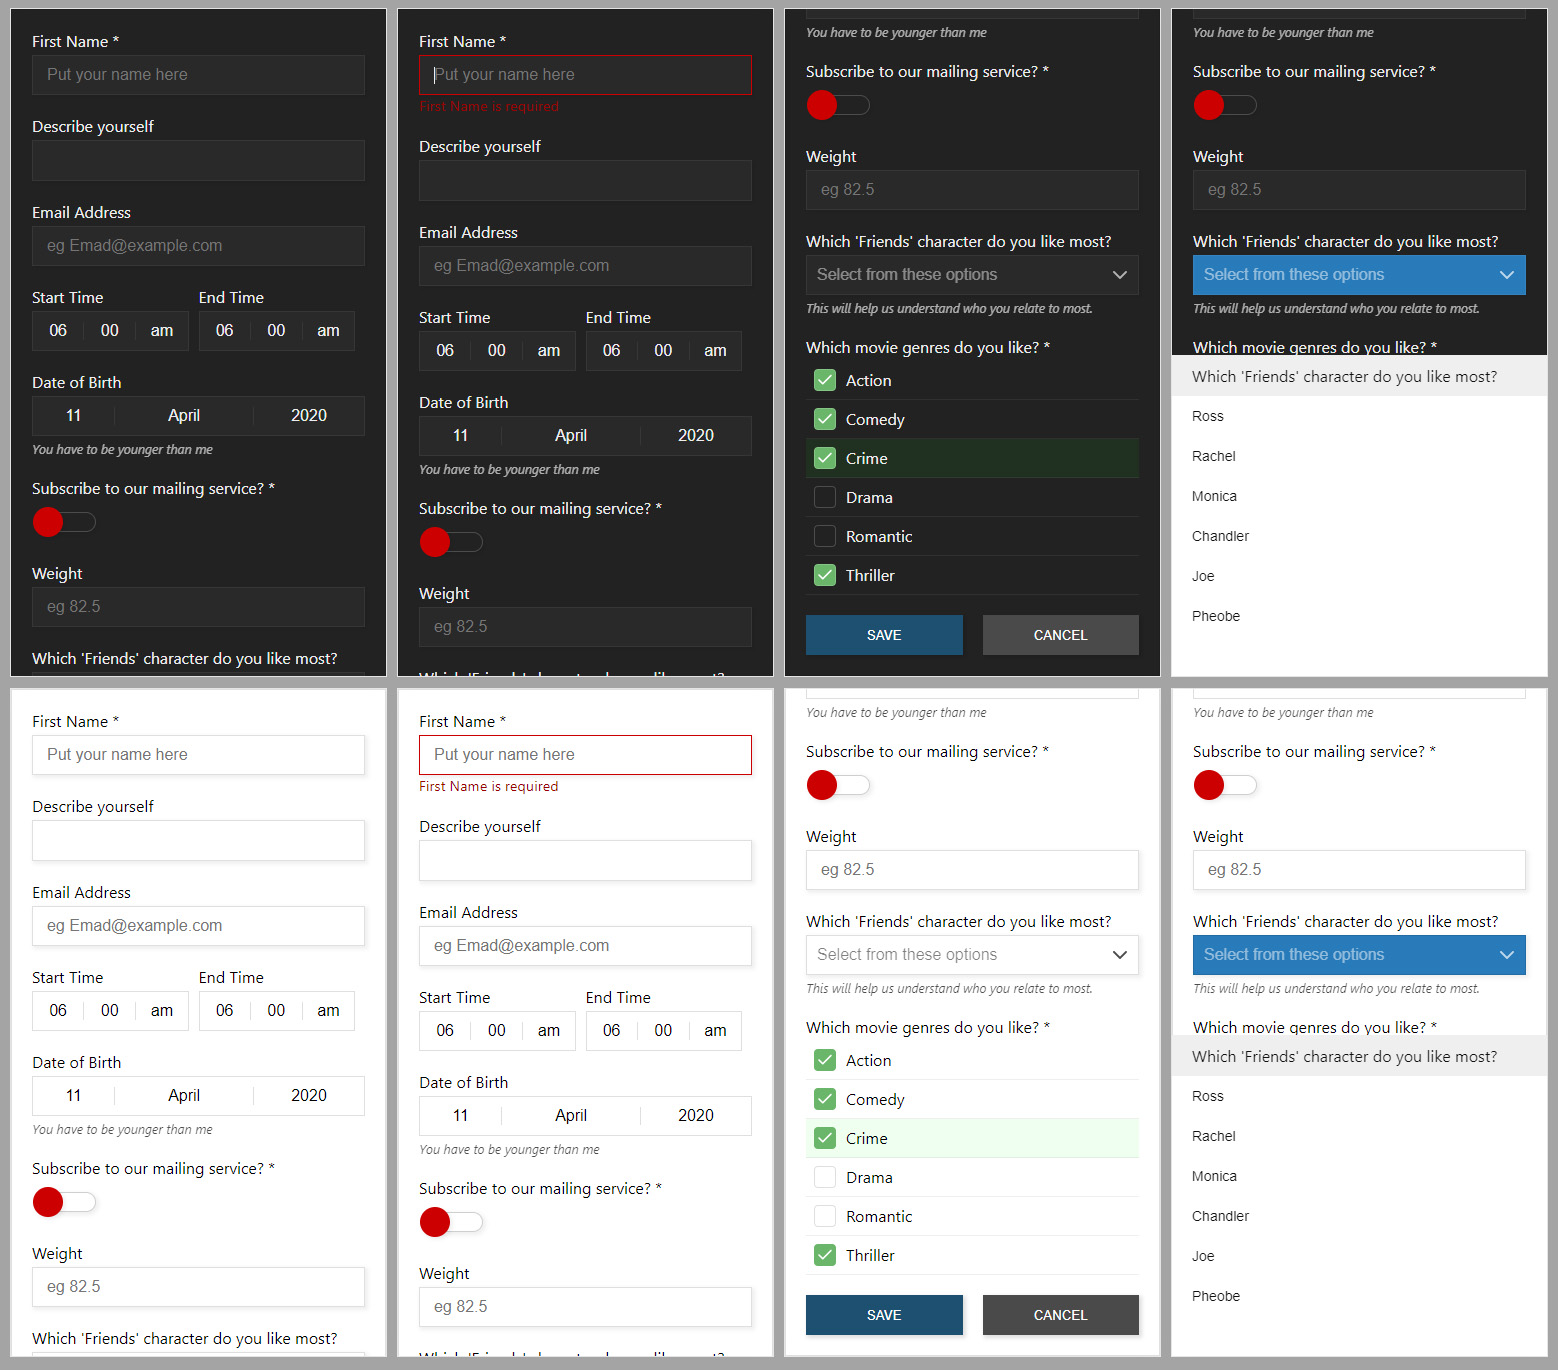 First Name *
Put your name here
Describe yourself
Email Address
eg Emad@example.com
Start Time End Time
06 00 am 06 00 am
Date of Birth
11 April 2020
You have to be younger than me
Subscribe to our mailing service? *
Weight
eg 82.5
Which 'Friends' character do you like most?
First Name *
Put your name here
First Name is required
Describe yourself
Email Address
eg Emad@example.com
Start Time End Time
06 00 am 06 00 am
Date of Birth
11 April 2020
You have to be younger than me
Subscribe to our mailing service? *
Weight
eg 82.5
Which 'Friends' character do you like most?
You have to be younger than me
Subscribe to our mailing service? *
Weight
eg 82.5
Which 'Friends' character do you like most?
Select from these options
This will help us understand who you relate to most.
Which movie genres do you like? *
Action
Comedy
Crime
Drama
Romantic
Thriller
SAVE CANCEL
You have to be younger than me
Subscribe to our mailing service? *
Weight
eg 82.5
Which 'Friends' character do you like most?
Select from these options
This will help us understand who you relate to most.
Which movie genres do you like? *
Which 'Friends' character do you like most?
Ross
Rachel
Monica
Chandler
Joe
Pheobe
First Name *
Put your name here
Describe yourself
Email Address
eg Emad@example.com
Start Time End Time
06 00 am 06 00 am
Date of Birth
11 April 2020
You have to be younger than me
Subscribe to our mailing service? *
Weight
eg 82.5
Which 'Friends' character do you like most?
First Name *
Put your name here
First Name is required
Describe yourself
Email Address
eg Emad@example.com
Start Time End Time
06 00 am 06 00 am
Date of Birth
11 April 2020
You have to be younger than me
Subscribe to our mailing service? *
Weight
eg 82.5
Which 'Friends' character do you like most?
You have to be younger than me
Subscribe to our mailing service? *
Weight
eg 82.5
Which 'Friends' character do you like most?
Select from these options
This will help us understand who you relate to most.
Which movie genres do you like? *
Action
Comedy
Crime
Drama
Romantic
Thriller
SAVE CANCEL
You have to be younger than me
Subscribe to our mailing service? *
Weight
eg 82.5
Which 'Friends' character do you like most?
Select from these options
This will help us understand who you relate to most.
Which movie genres do you like? *
Which 'Friends' character do you like most?
Ross
Rachel
Monica
Chandler
Joe
Pheobe